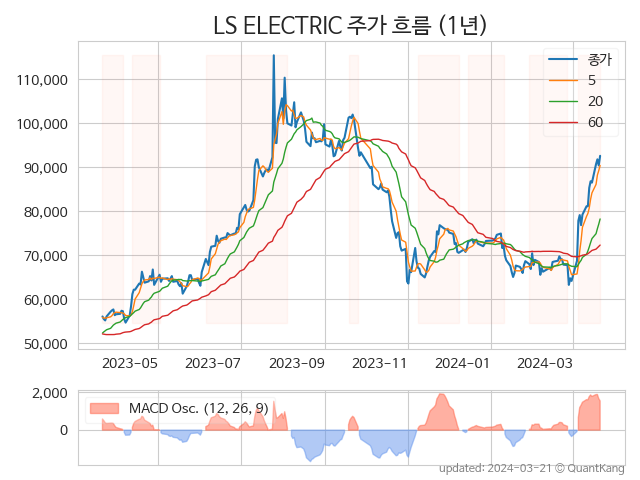 LS ELECTRIC 주가 흐름 (1년)
종가
5
20
60
110,000
100,000
90,000
80,000
70,000
60,000
50,000
2023-05 2023-07 2023-09 2023-11 2024-01 2024-03
2,000
0
MACD Osc. (12, 26, 9)
updated: 2024-03-21 © QuantKang